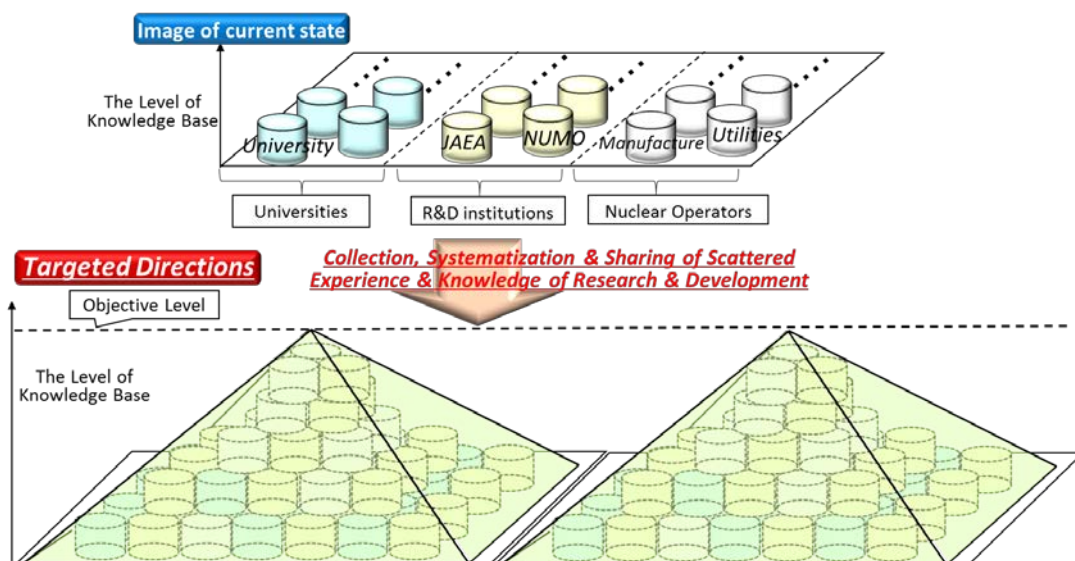 Image of current state
The Level of
Knowledge Base
University
JAEA
NUMO
Manufacture
Utilities
Universities
R&D institutions
Nuclear Operators
Targeted Directions
Collection, Systematization & Sharing of Scattered
Experience & Knowledge of Research & Development
Objective Level
The Level of
Knowledge Base